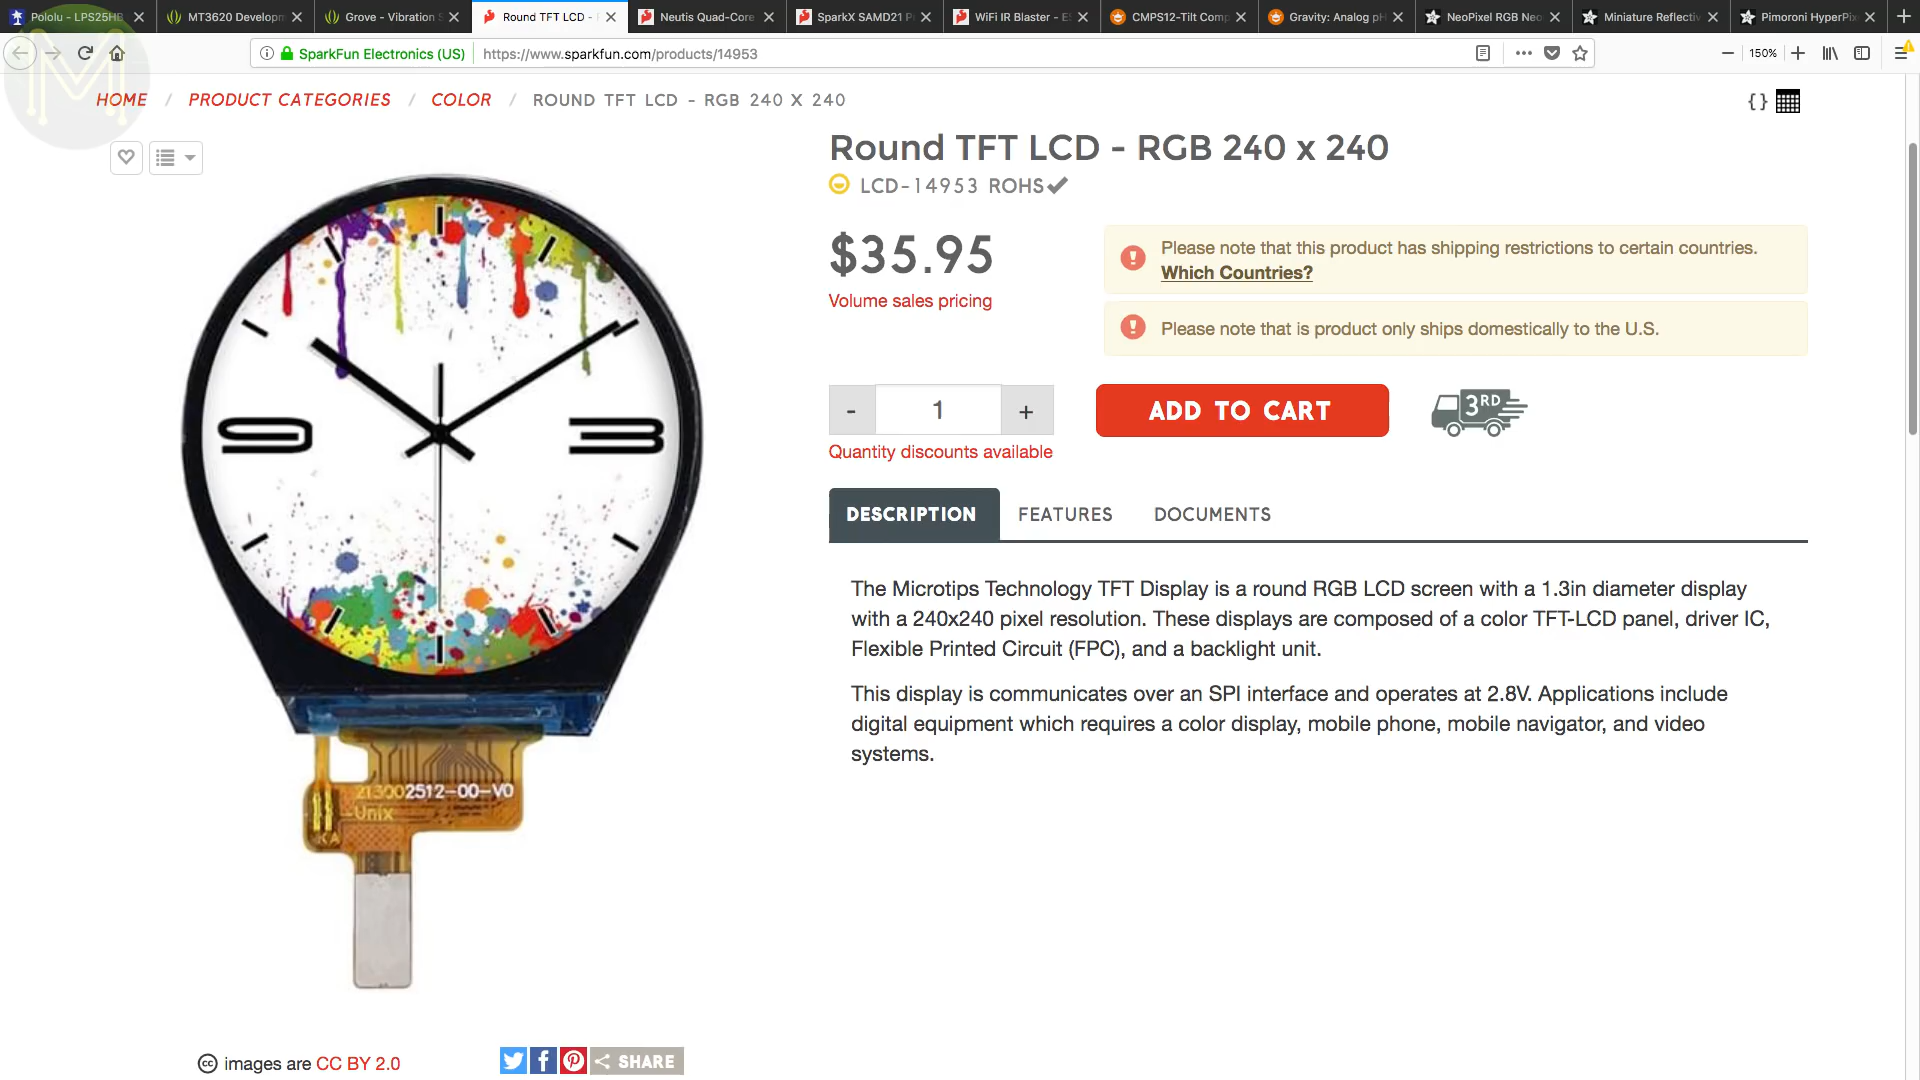 Pololu - LPS25HB
MT3620 Developm
Grove - Vibration S
Round TFT LCD -
Neutis Quad-Core
SparkX SAMD21 P
WiFi IR Blaster - E
CMPS12-Tilt Comp
Gravity: Analog pH
NeoPixel RGB Neo
Miniature Reflectiv
Pimoroni HyperPix
SparkFun Electronics (US)
https://www.sparkfun.com/products/14953
150%
HOME / PRODUCT CATEGORIES / COLOR / ROUND TFT LCD - RGB 240 X 240
{}
Round TFT LCD - RGB 240 x 240
LCD-14953 ROHS✓
$35.95
Volume sales pricing
Please note that this product has shipping restrictions to certain countries.
Which Countries?
Please note that is product only ships domestically to the U.S.
- 1 +
Quantity discounts available
ADD TO CART
3RD
DESCRIPTION
FEATURES
DOCUMENTS
The Microtips Technology TFT Display is a round RGB LCD screen with a 1.3in diameter display
with a 240x240 pixel resolution. These displays are composed of a color TFT-LCD panel, driver IC,
Flexible Printed Circuit (FPC), and a backlight unit.
This display is communicates over an SPI interface and operates at 2.8V. Applications include
digital equipment which requires a color display, mobile phone, mobile navigator, and video
systems.
9
3
213002512-00-V0
Unix
KA
cc images are CC BY 2.0
SHARE